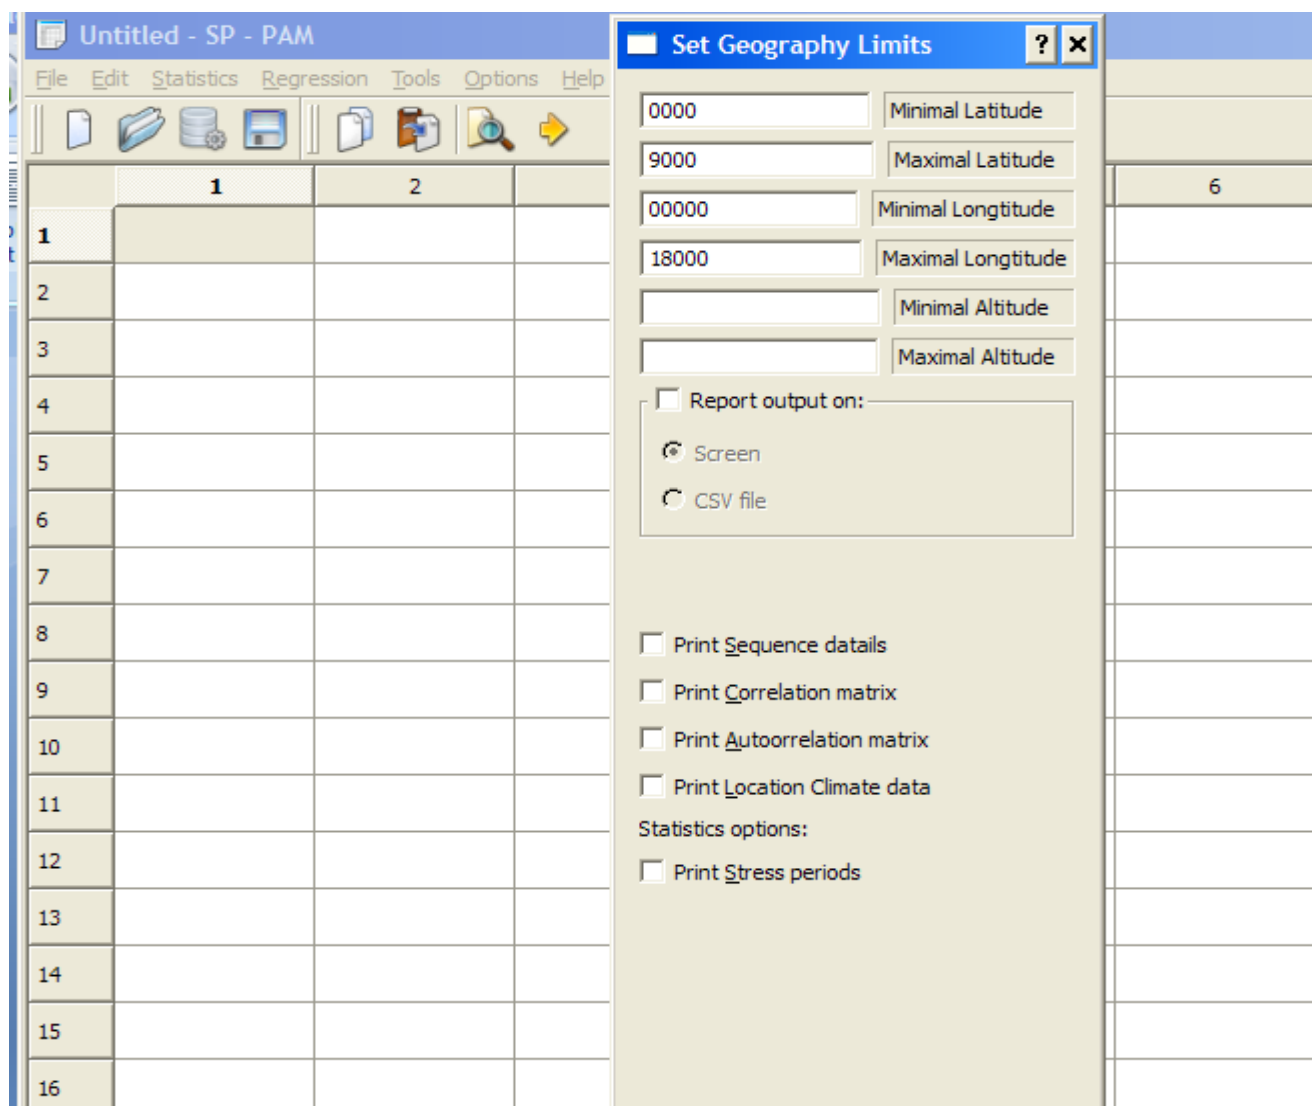 Untitled - SP - PAM
File Edit Statistics Regression Tools Options Help
1 2 6
1
2
3
4
5
6
7
8
9
10
11
12
13
14
15
16
Set Geography Limits
0000 Minimal Latitude
9000 Maximal Latitude
00000 Minimal Longtitude
18000 Maximal Longtitude
Minimal Altitude
Maximal Altitude
Report output on:
Screen
CSV file
Print Sequence datails
Print Correlation matrix
Print Autoorrelation matrix
Print Location Climate data
Statistics options:
Print Stress periods